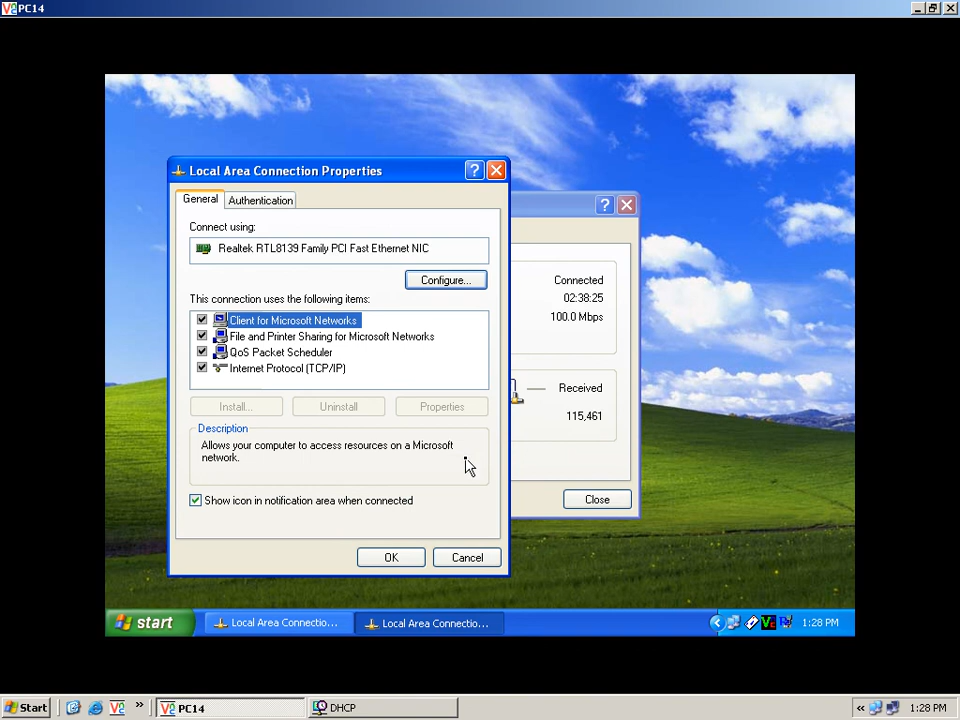 PC14
Local Area Connection Properties
General
Authentication
Connect using:
Realtek RTL8139 Family PCI Fast Ethernet NIC
Configure...
This connection uses the following items:
Client for Microsoft Networks
File and Printer Sharing for Microsoft Networks
QoS Packet Scheduler
Internet Protocol (TCP/IP)
Install...
Uninstall
Properties
Description
Allows your computer to access resources on a Microsoft
network.
Show icon in notification area when connected
OK
Cancel
Connected
02:38:25
100.0 Mbps
Received
115,461
Close
start
Local Area Connectio...
Local Area Connectio...
1:28 PM
Start
PC14
DHCP
1:28 PM